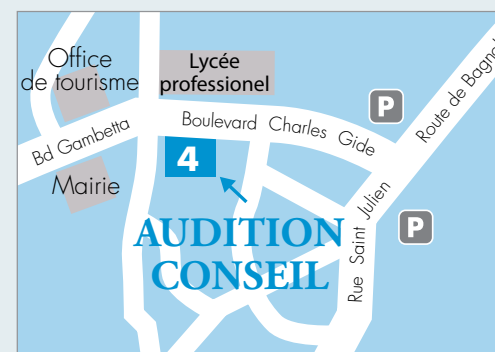 Office
de tourisme
Lycée
professionel
P
Route de
Boulevard Charles Gide
Bd Gambetta
4
Mairie
AUDITION
CONSEIL
Rue Saint Julien
P